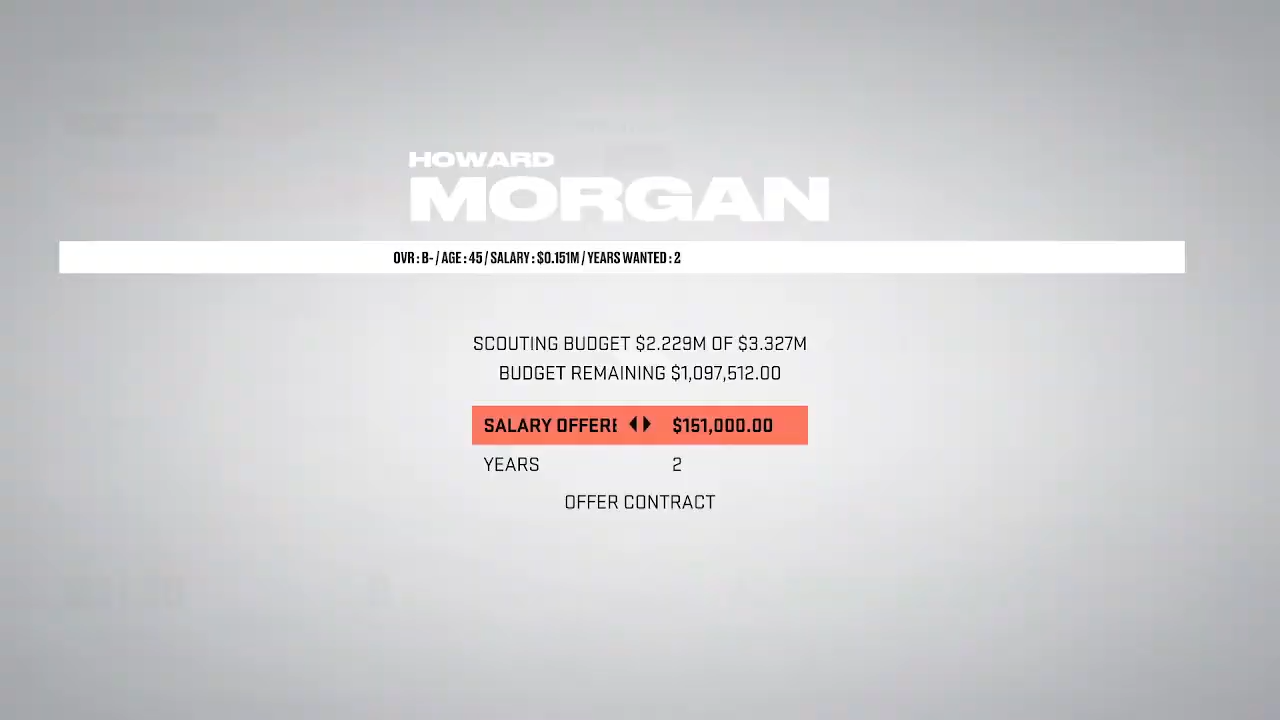 HOWARD
MORGAN
OVR : B- / AGE : 45 / SALARY : $0.151M / YEARS WANTED : 2
SCOUTING BUDGET $2.229M OF $3.327M
BUDGET REMAINING $1,097,512.00
SALARY OFFERE $151,000.00
YEARS 2
OFFER CONTRACT